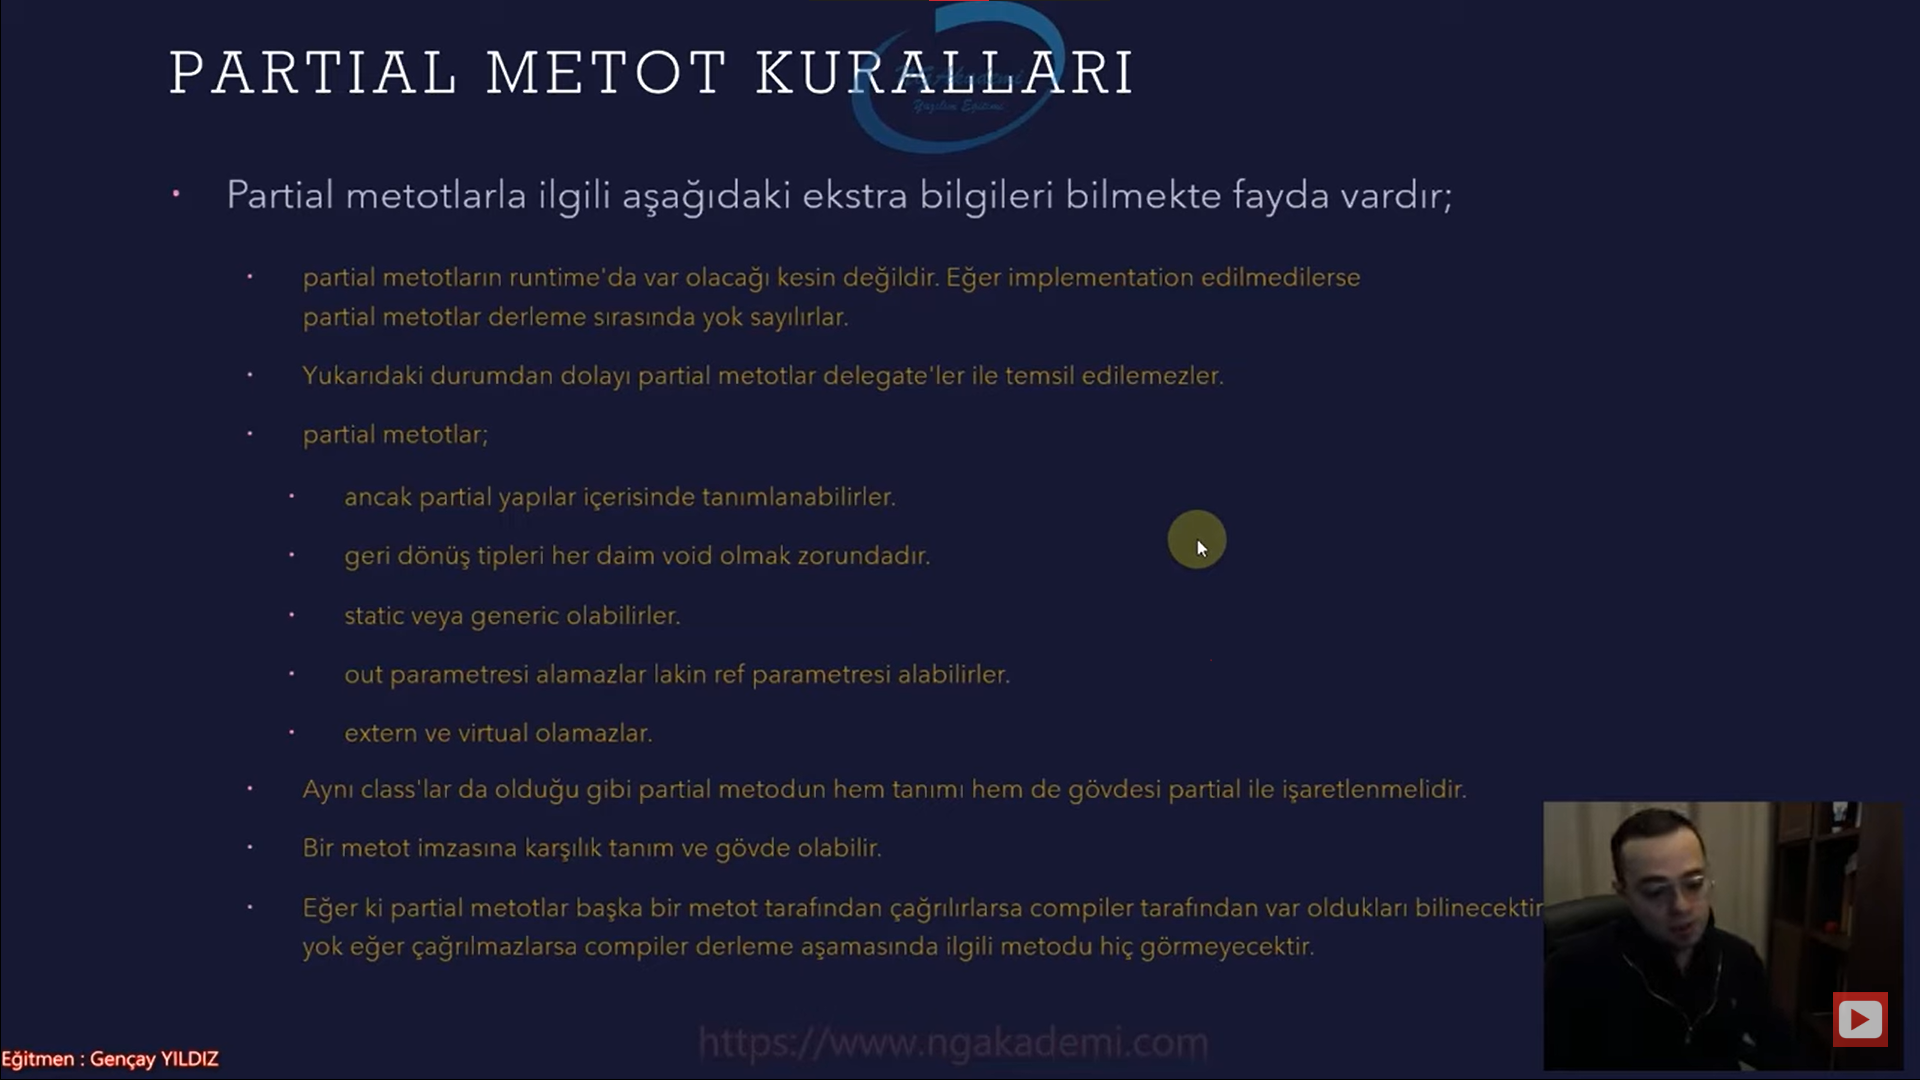 PARTIAL METOT KURALLARI
Yazılım Eğitimi
Partial metotlarla ilgili aşağıdaki ekstra bilgileri bilmekte fayda vardır;
partial metotların runtime'da var olacağı kesin değildir. Eğer implementation edilmedilerse
partial metotlar derleme sırasında yok sayılırlar.
Yukarıdaki durumdan dolayı partial metotlar delegate'ler ile temsil edilemezler.
partial metotlar;
ancak partial yapılar içerisinde tanımlanabilirler.
geri dönüş tipleri her daim void olmak zorundadır.
static veya generic olabilirler.
out parametresi alamazlar lakin ref parametresi alabilirler.
extern ve virtual olamazlar.
Aynı class'lar da olduğu gibi partial metodun hem tanımı hem de gövdesi partial ile işaretlenmelidir.
Bir metot imzasına karşılık tanım ve gövde olabilir.
Eğer ki partial metotlar başka bir metot tarafından çağrılırlarsa compiler tarafından var oldukları bilinecektir
yok eğer çağrılmazlarsa compiler derleme aşamasında ilgili metodu hiç görmeyecektir.
https://www.ngakademi.com
Eğitmen : Gençay YILDIZ